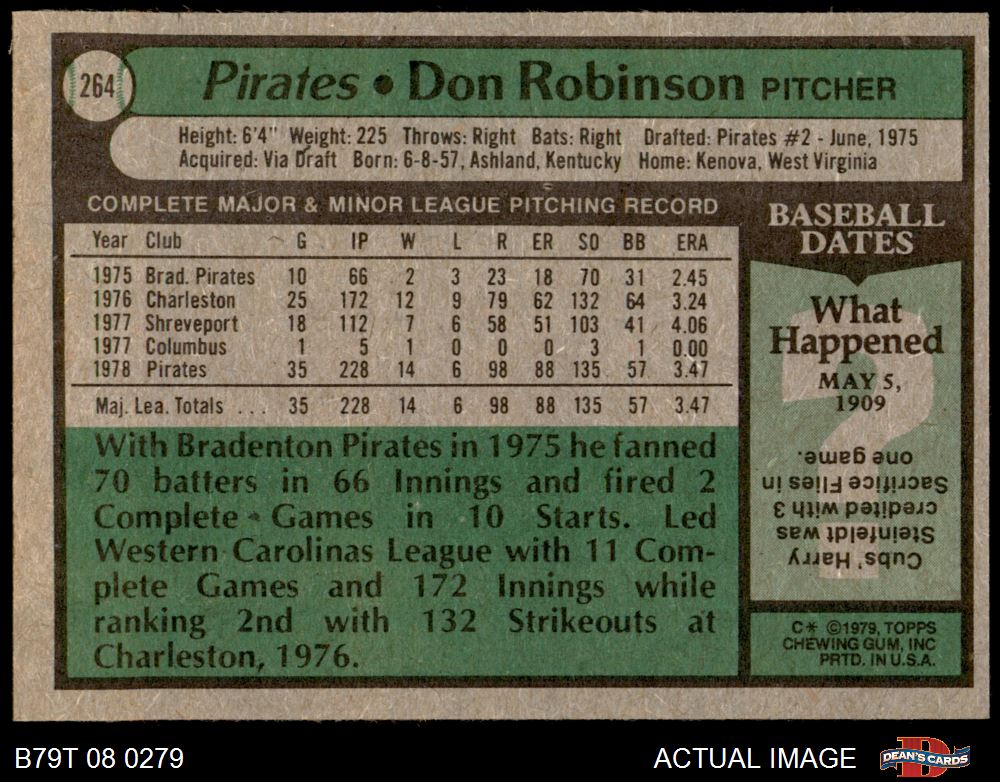 264
Pirates • Don Robinson PITCHER
Height: 6'4" Weight: 225 Throws: Right Bats: Right Drafted: Pirates #2 - June, 1975
Acquired: Via Draft Born: 6-8-57, Ashland, Kentucky Home: Kenova, West Virginia
COMPLETE MAJOR & MINOR LEAGUE PITCHING RECORD
Year Club G IP W L R ER SO BB ERA
1975 Brad. Pirates 10 66 2 3 23 18 70 31 2.45
1976 Charleston 25 172 12 9 79 62 132 64 3.24
1977 Shreveport 18 112 7 6 58 51 103 41 4.06
1977 Columbus 1 5 1 0 0 0 3 1 0.00
1978 Pirates 35 228 14 6 98 88 135 57 3.47
Maj. Lea. Totals ... 35 228 14 6 98 88 135 57 3.47
With Bradenton Pirates in 1975 he fanned
70 batters in 66 Innings and fired 2
Complete Games in 10 Starts. Led
Western Carolinas League with 11 Com-
plete Games and 172 Innings while
ranking 2nd with 132 Strikeouts at
Charleston, 1976.
BASEBALL
DATES
What
Happened
MAY 5,
1909
?
Cubs' Harry
Steinfeldt was
credited with 3
Sacrifice Flies in
one game.
C* ©1979, TOPPS
CHEWING GUM, INC
PRTD. IN U.S.A.
B79T 08 0279
ACTUAL IMAGE
D
DEAN'S CARDS